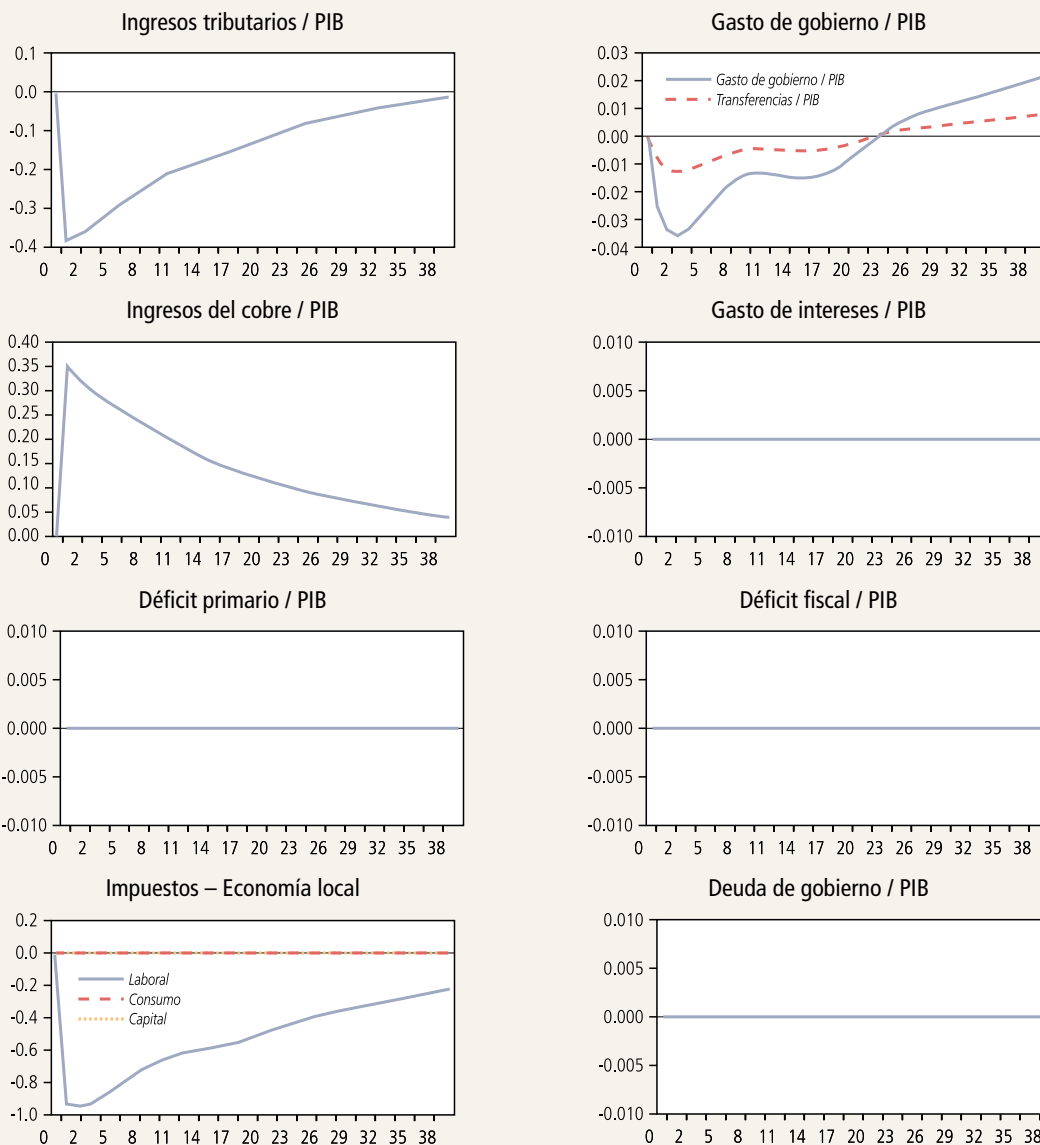 Ingresos tributarios / PIB
0.1
0.0
-0.1
-0.2
-0.3
-0.4
0 2 5 8 11 14 17 20 23 26 29 32 35 38
Gasto de gobierno / PIB
0.03
0.02
0.01
0.00
-0.01
-0.02
-0.03
-0.04
Gasto de gobierno / PIB
Transferencias / PIB
0 2 5 8 11 14 17 20 23 26 29 32 35 38
Ingresos del cobre / PIB
0.40
0.35
0.30
0.25
0.20
0.15
0.10
0.05
0.00
0 2 5 8 11 14 17 20 23 26 29 32 35 38
Gasto de intereses / PIB
0.010
0.005
0.000
-0.005
-0.010
0 2 5 8 11 14 17 20 23 26 29 32 35 38
Déficit primario / PIB
0.010
0.005
0.000
-0.005
-0.010
0 2 5 8 11 14 17 20 23 26 29 32 35 38
Déficit fiscal / PIB
0.010
0.005
0.000
-0.005
-0.010
0 2 5 8 11 14 17 20 23 26 29 32 35 38
Impuestos – Economía local
0.2
0.0
-0.2
-0.4
-0.6
-0.8
-1.0
Laboral
Consumo
Capital
0 2 5 8 11 14 17 20 23 26 29 32 35 38
Deuda de gobierno / PIB
0.010
0.005
0.000
-0.005
-0.010
0 2 5 8 11 14 17 20 23 26 29 32 35 38